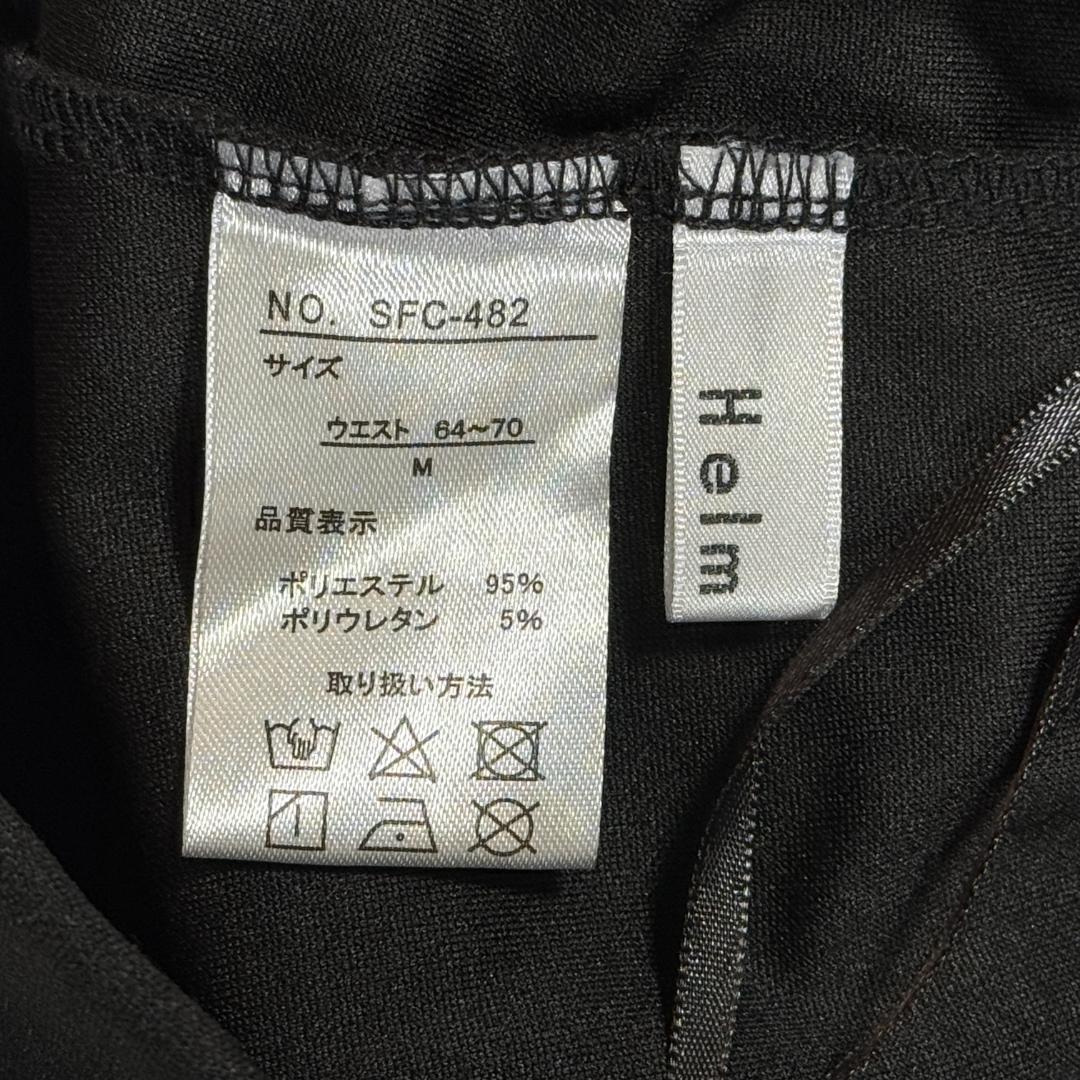 NO. SFC-482
サイズ
ウエスト 64~70
M
品質表示
ポリエステル 95%
ポリウレタン 5%
取り扱い方法
Helm